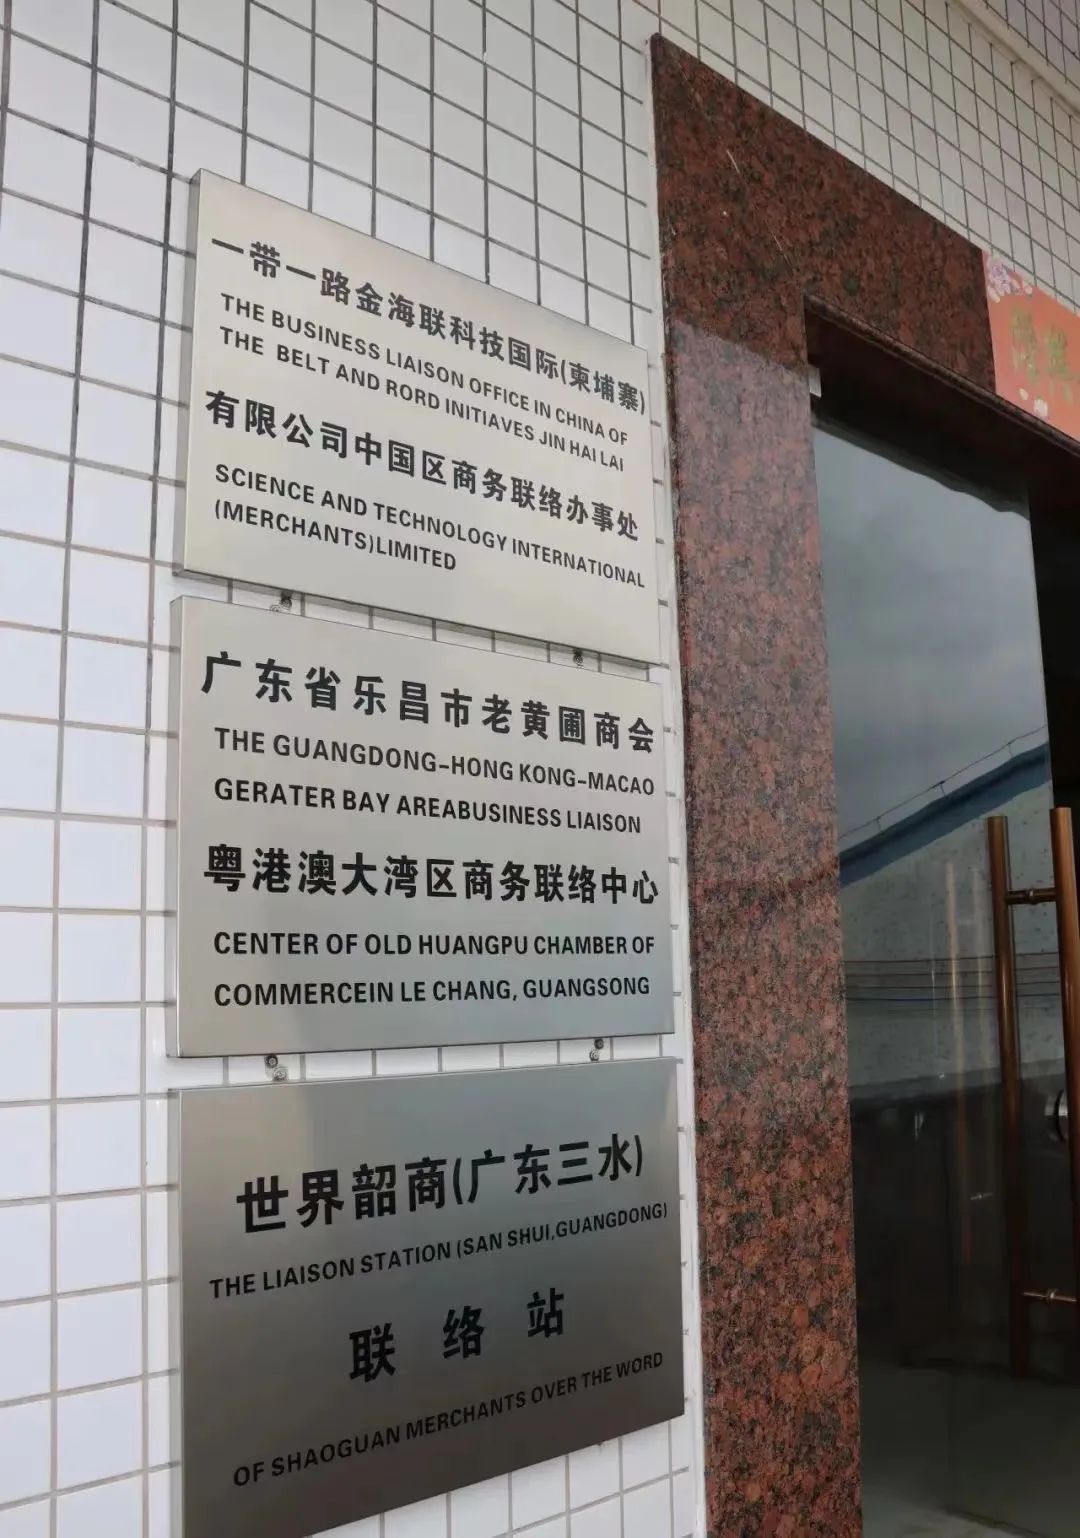 一带一路金海联科技国际(柬埔寨)
THE BUSINESS LIAISON OFFICE IN CHINA OF
THE BELT AND RORD INITIAVES JIN HAI LAI
有限公司中国区商务联络办事处
SCIENCE AND TECHNOLOGY INTERNATIONAL
(MERCHANTS)LIMITED
广东省乐昌市老黄圃商会
THE GUANGDONG-HONG KONG-MACAO
GERATER BAY AREABUSINESS LIAISON
粤港澳大湾区商务联络中心
CENTER OF OLD HUANGPU CHAMBER OF
COMMERCEIN LE CHANG, GUANGSONG
世界韶商(广东三水)
THE LIAISON STATION (SAN SHUI,GUANGDONG)
联络站
OF SHAOGUAN MERCHANTS OVER THE WORD